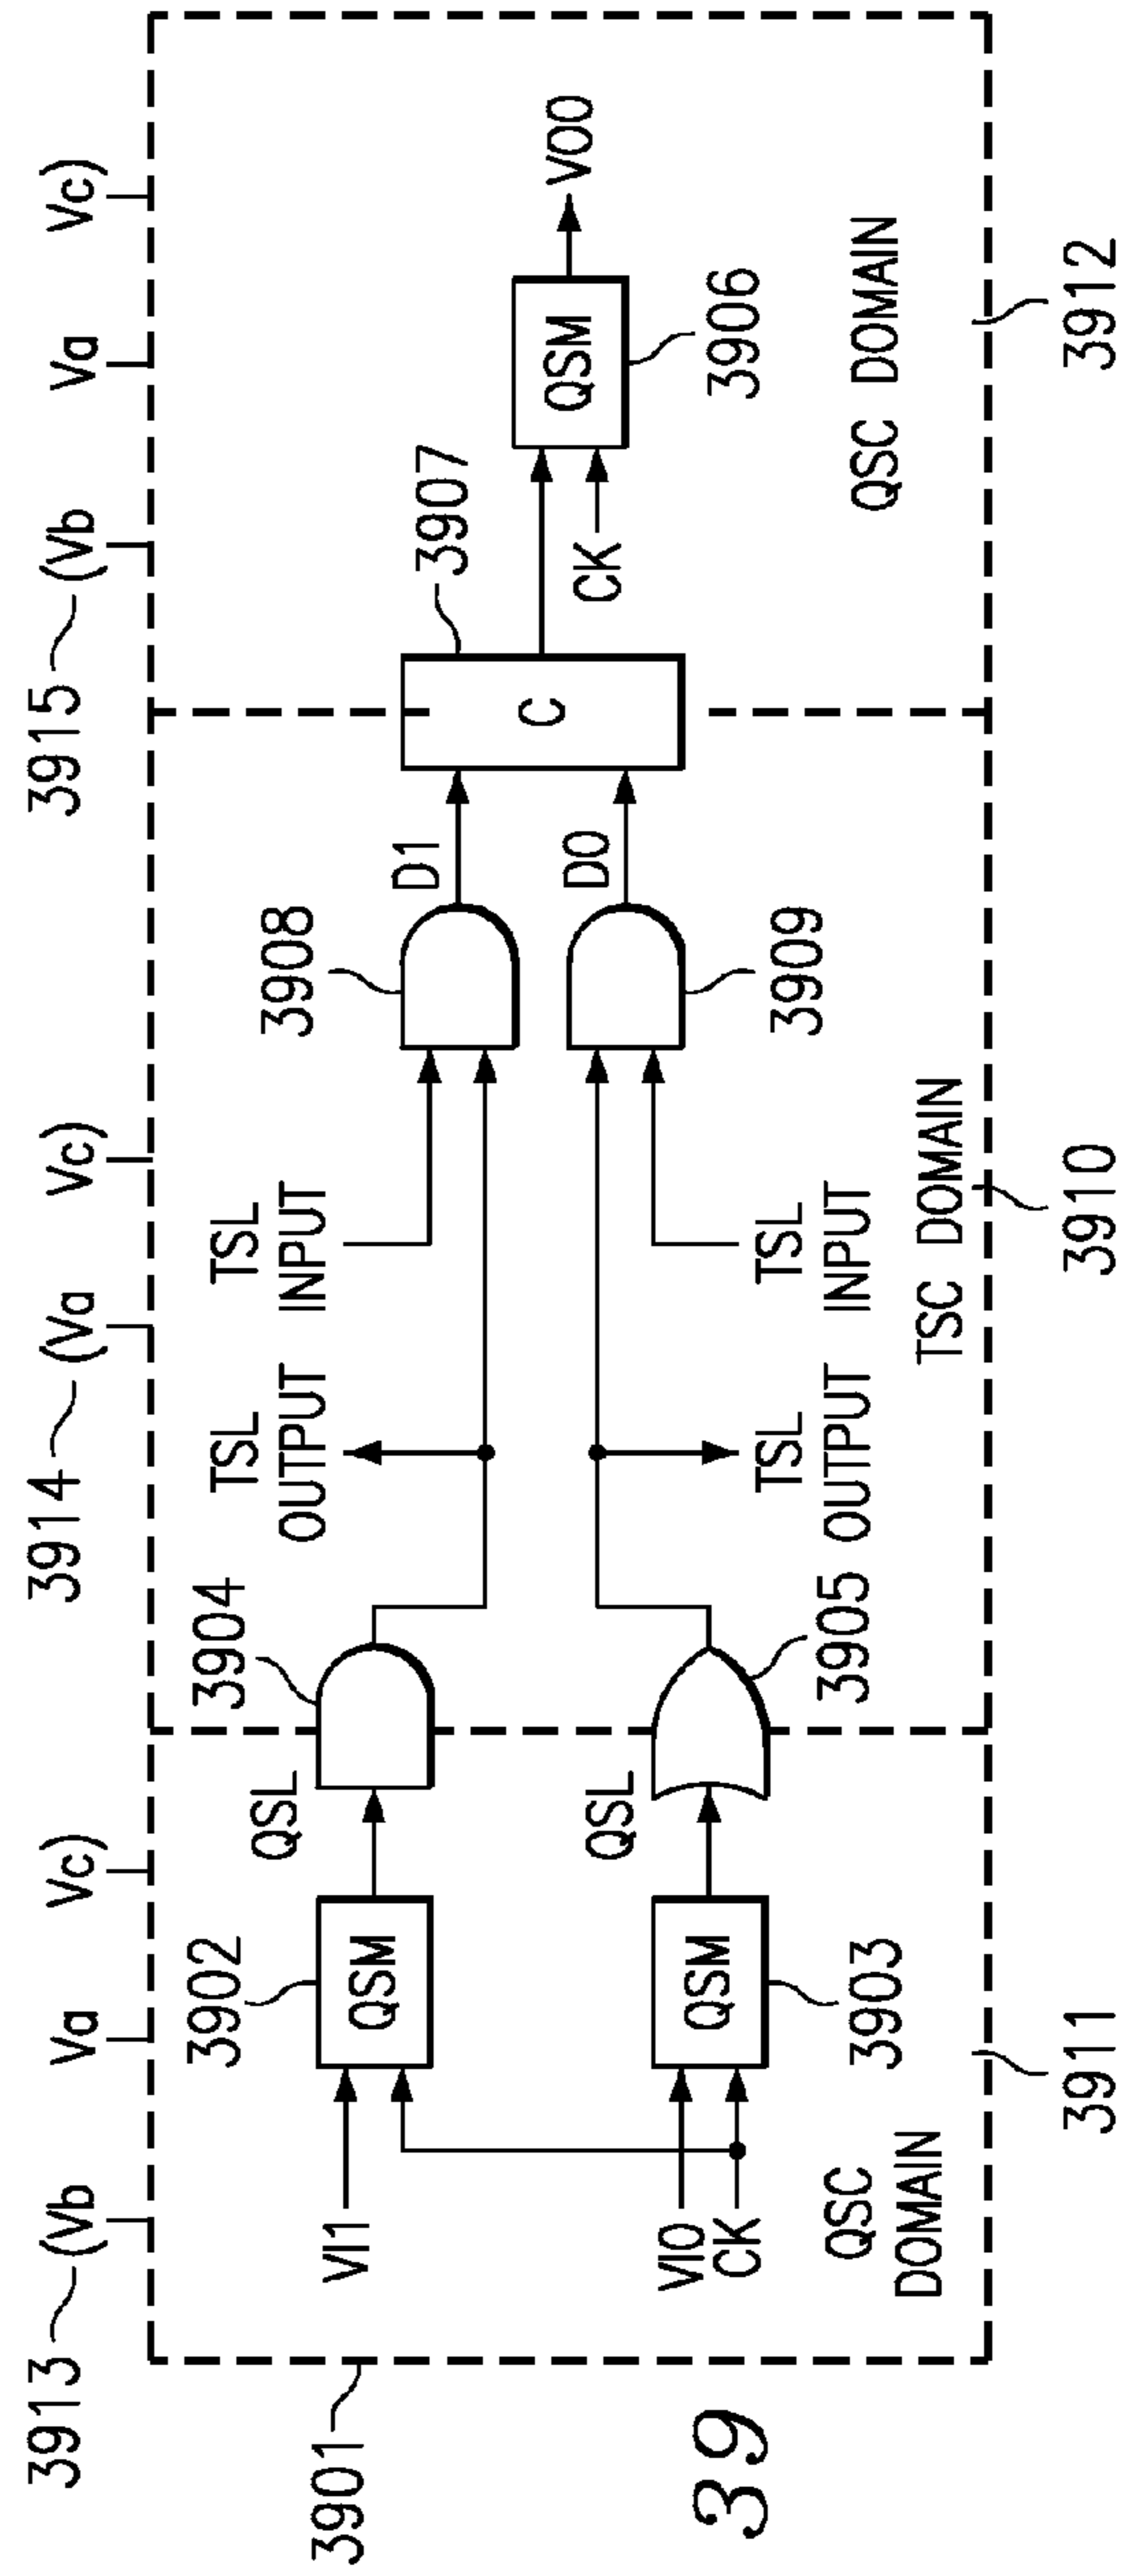 3913 (Vb Va Vc)
3914 (Va Vc)
3915 (Vb Va Vc)
3901
3902
QSL
3904
TSL
OUTPUT
TSL
INPUT
3908
D1
3907
VI1
QSM
C
QSM
VOO
CK
3906
QSL
D0
VI0
CK
QSM
3903
3905
TSL
OUTPUT
TSL
INPUT
3909
QSC
DOMAIN
TSC DOMAIN
QSC DOMAIN
3911
3910
3912
39